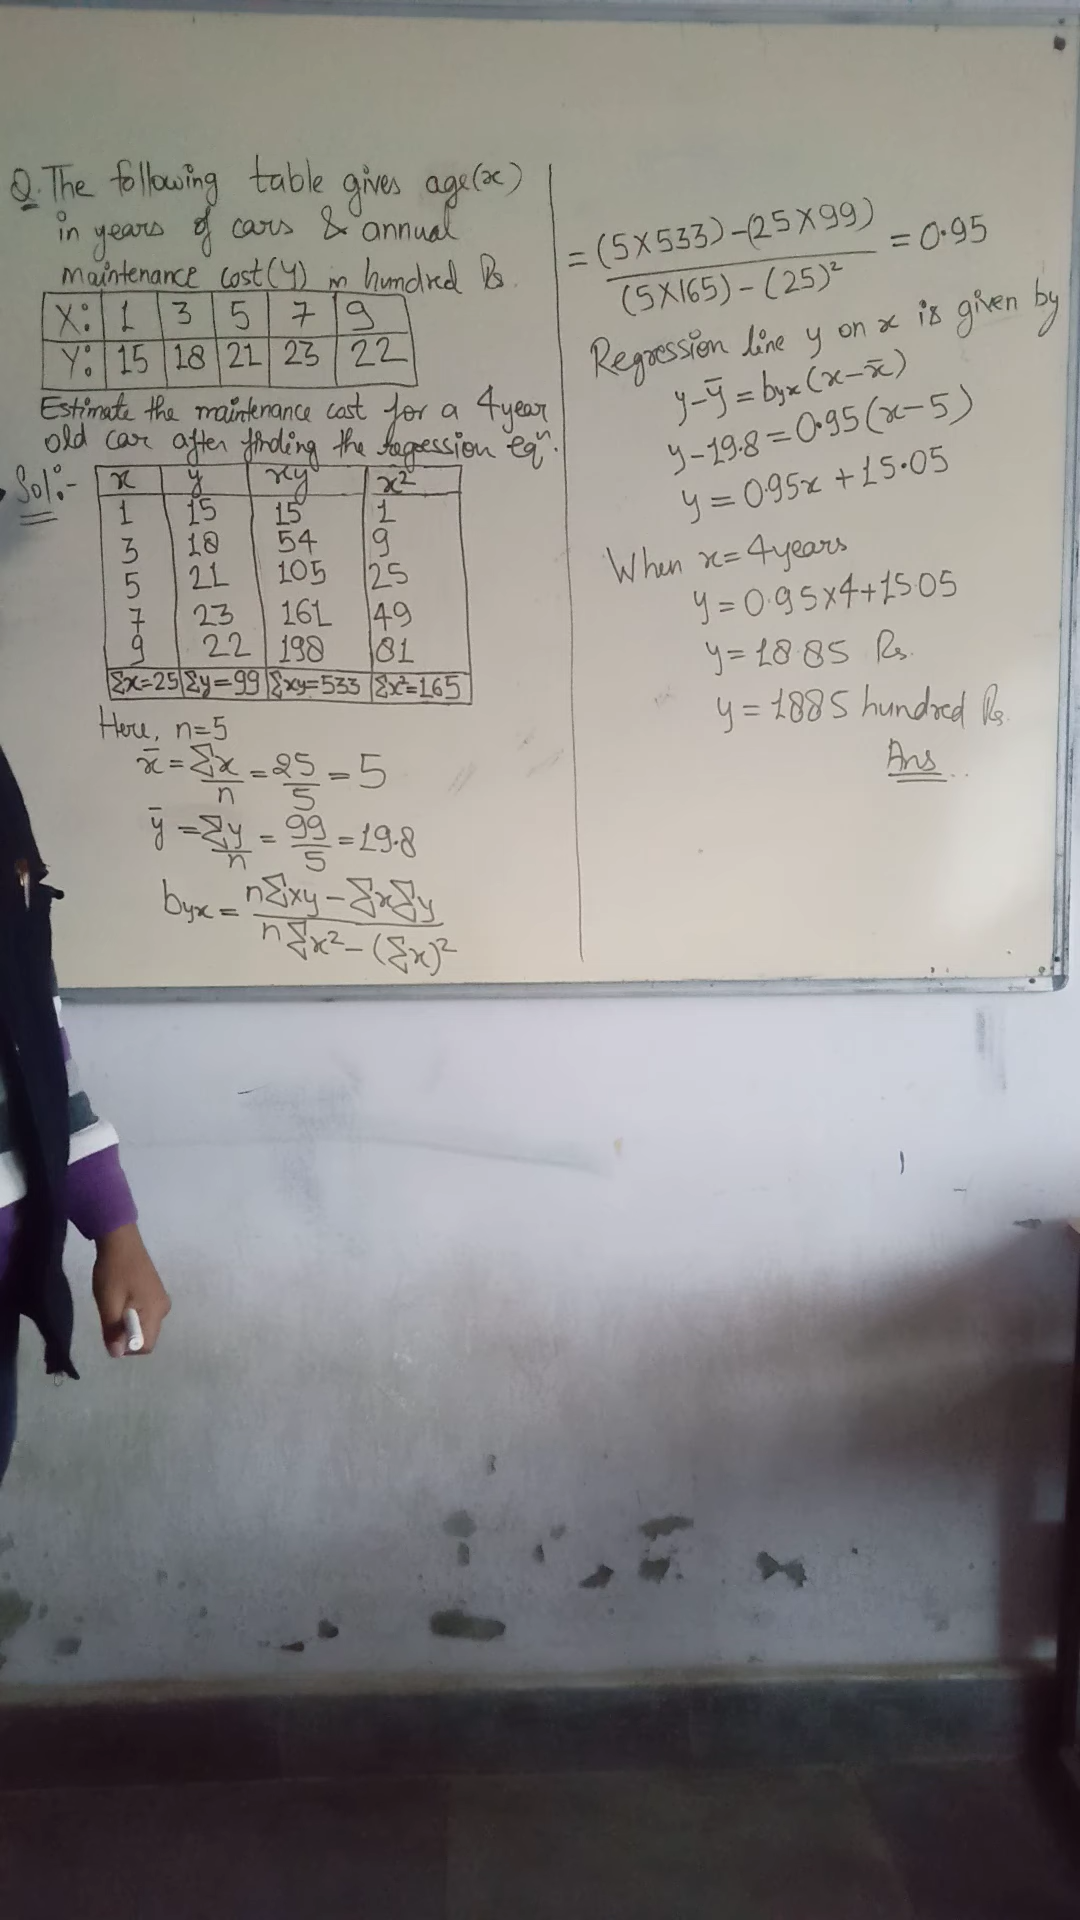 Q. The following table gives age(x)
in years of cars & annual
maintenance cost(Y) in hundred Rs.
X: 1 3 5 7 9
Y: 15 18 21 23 22
Estimate the maintenance cost for a 4 year
old car after finding the regression eqⁿ.
Sol:-
x y xy x²
1 15 15 1
3 18 54 9
5 21 105 25
7 23 161 49
9 22 198 81
Σx=25 Σy=99 Σxy=533 Σx²=165
Here, n=5
x̄ = Σx/n = 25/5 = 5
ȳ = Σy/n = 99/5 = 19.8
byx = nΣxy - ΣxΣy / nΣx² - (Σx)²
= (5×533) - (25×99) / (5×165) - (25)² = 0.95
Regression line y on x is given by
y-ȳ = byx(x-x̄)
y-19.8 = 0.95(x-5)
y = 0.95x + 15.05
When x = 4 years
y = 0.95×4+15.05
y = 18.85 Rs.
y = 1885 hundred Rs.
Ans